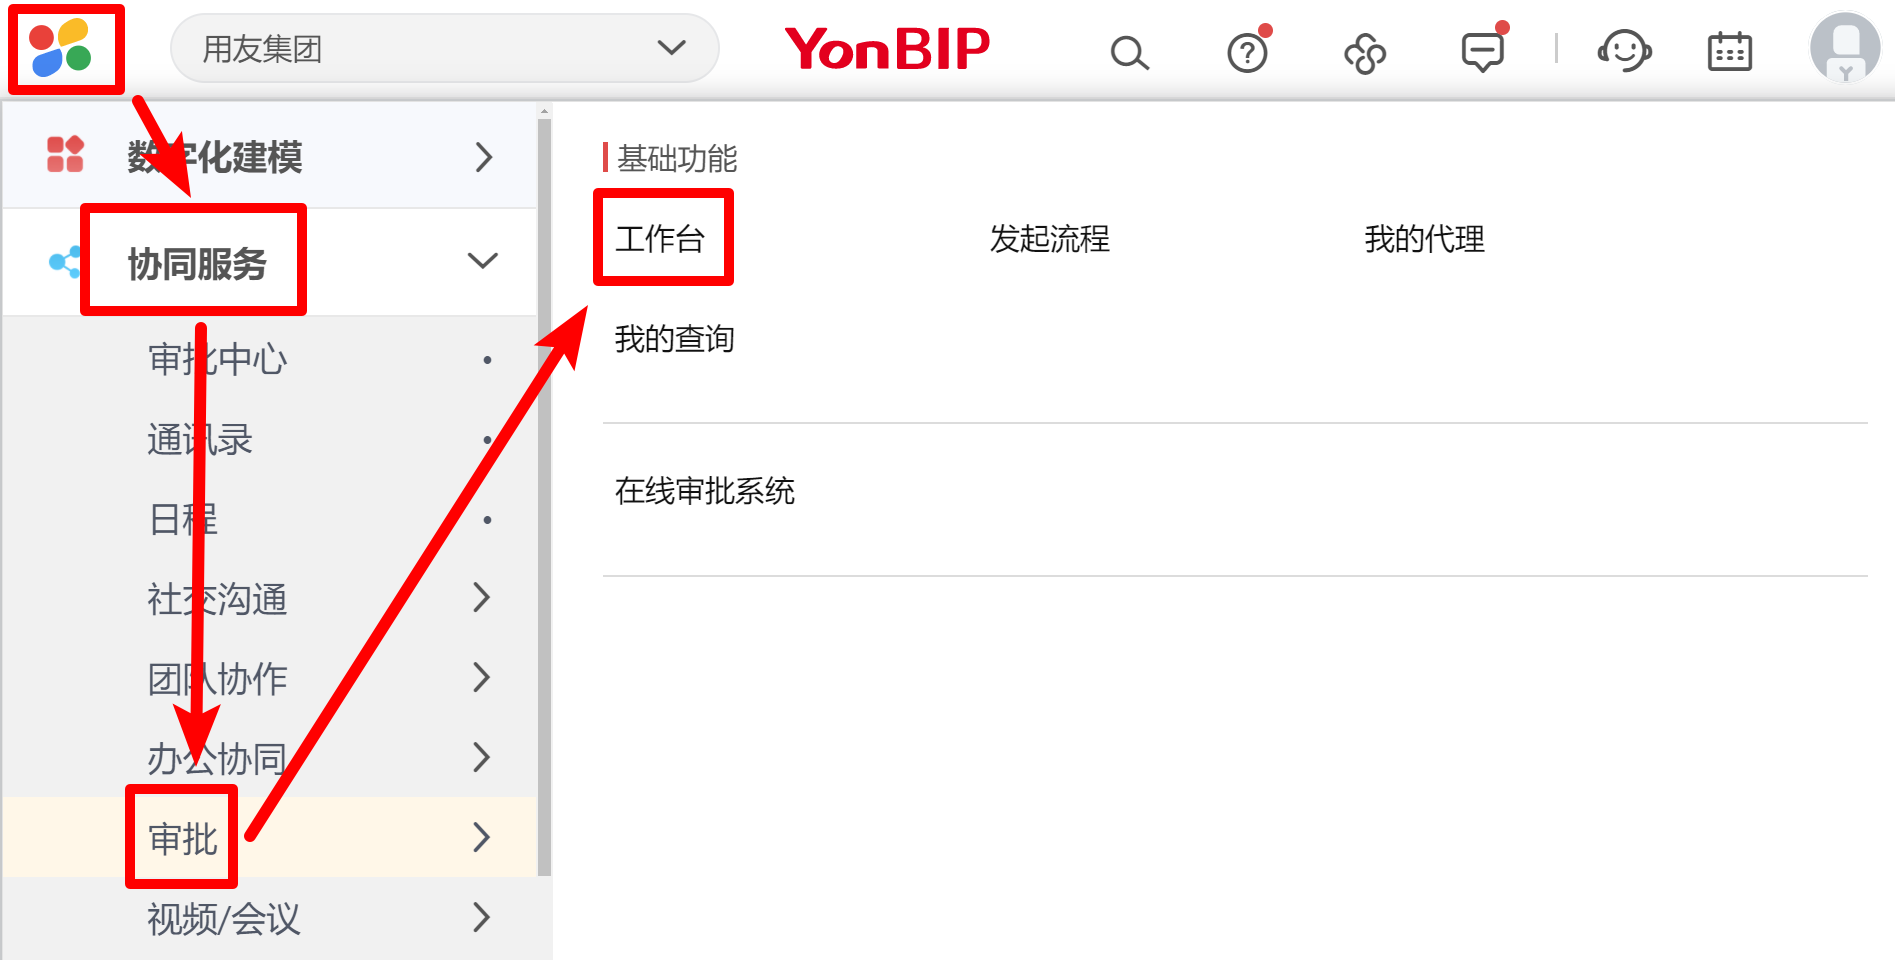 用友集团
YonBIP
数字化建模
协同服务
审批中心
通讯录
日程
社交沟通
团队协作
办公协同
审批
视频/会议
基础功能
工作台 发起流程 我的代理
我的查询
在线审批系统